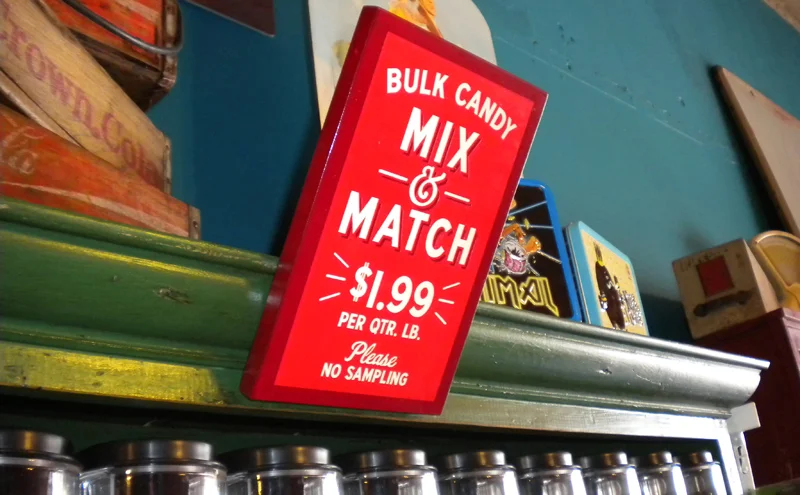 BULK CANDY
MIX
&
MATCH
$1.99
PER QTR. LB.
Please
NO SAMPLING